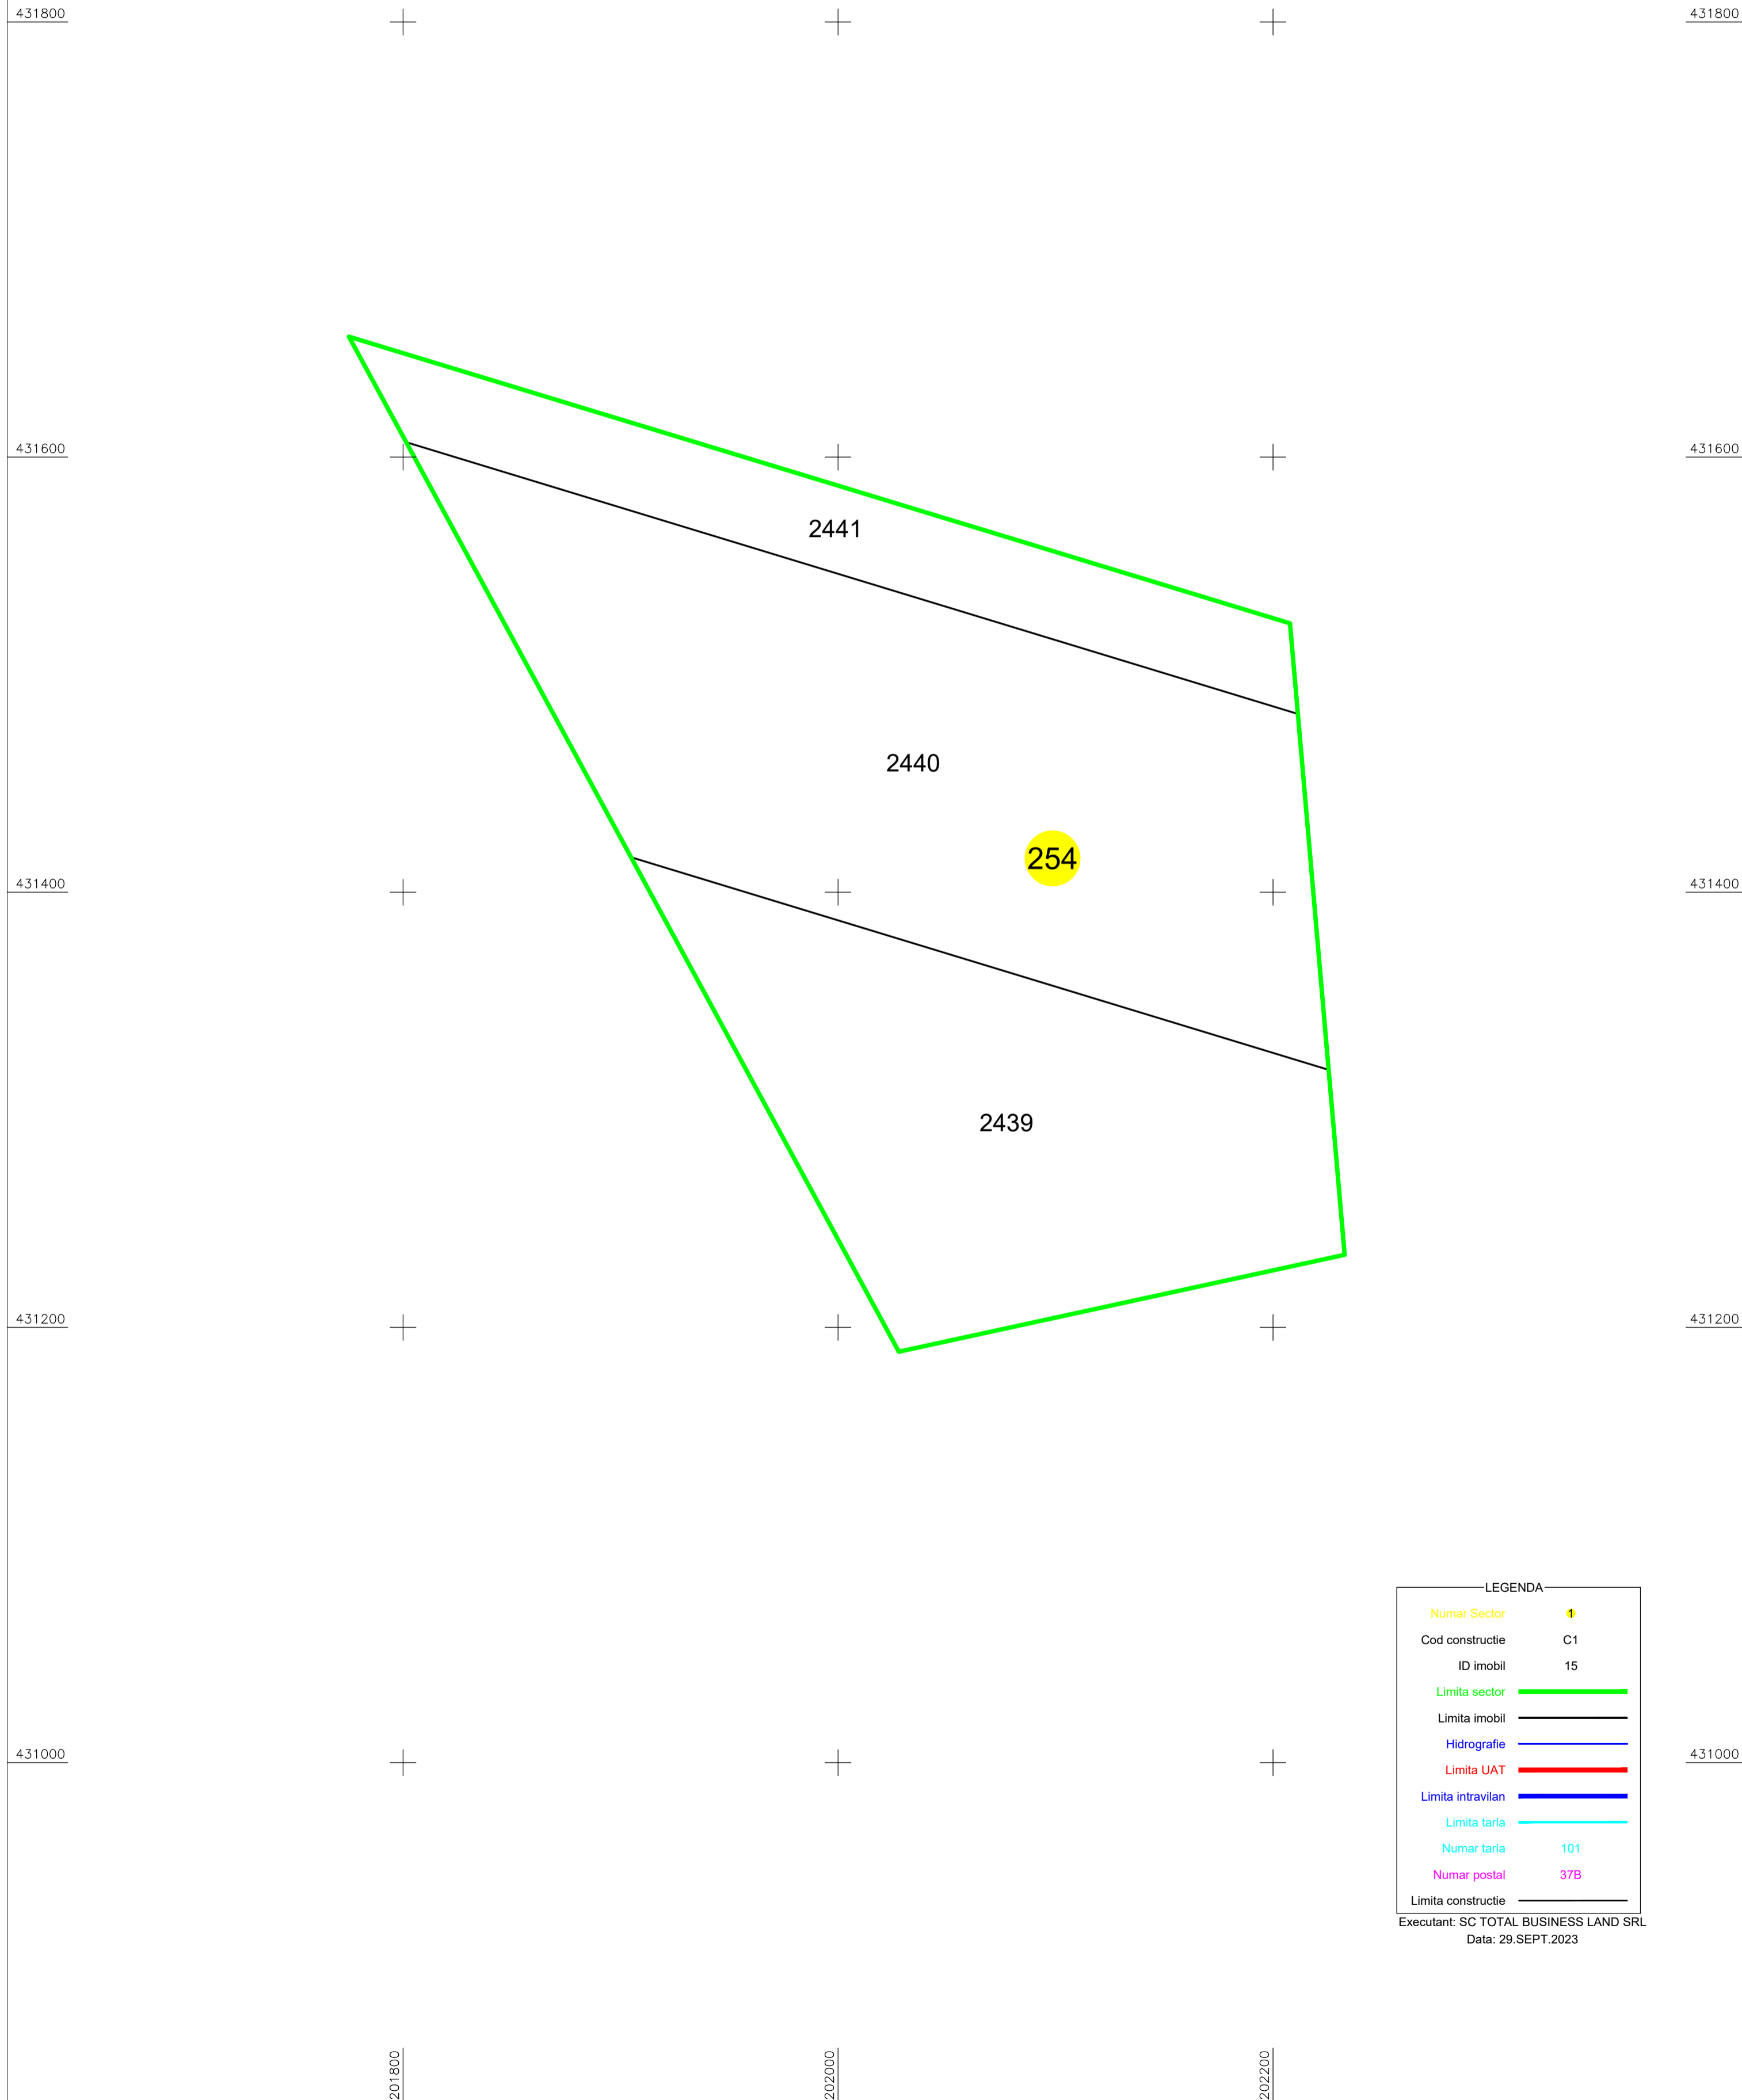 431800 431800
431600 431600
2441
2440
254
431400 431400
2439
431200 431200
LEGENDA
Numar Sector 1
Cod constructie C1
ID imobil 15
Limita sector
Limita imobil
Hidrografie
431000 431000
Limita UAT
Limita intravilan
Limita tarla
Numar tarla 101
Numar postal 37B
Limita constructie
Executant: SC TOTAL BUSINESS LAND SRL
Data: 29.SEPT.2023
201800 202000 202200